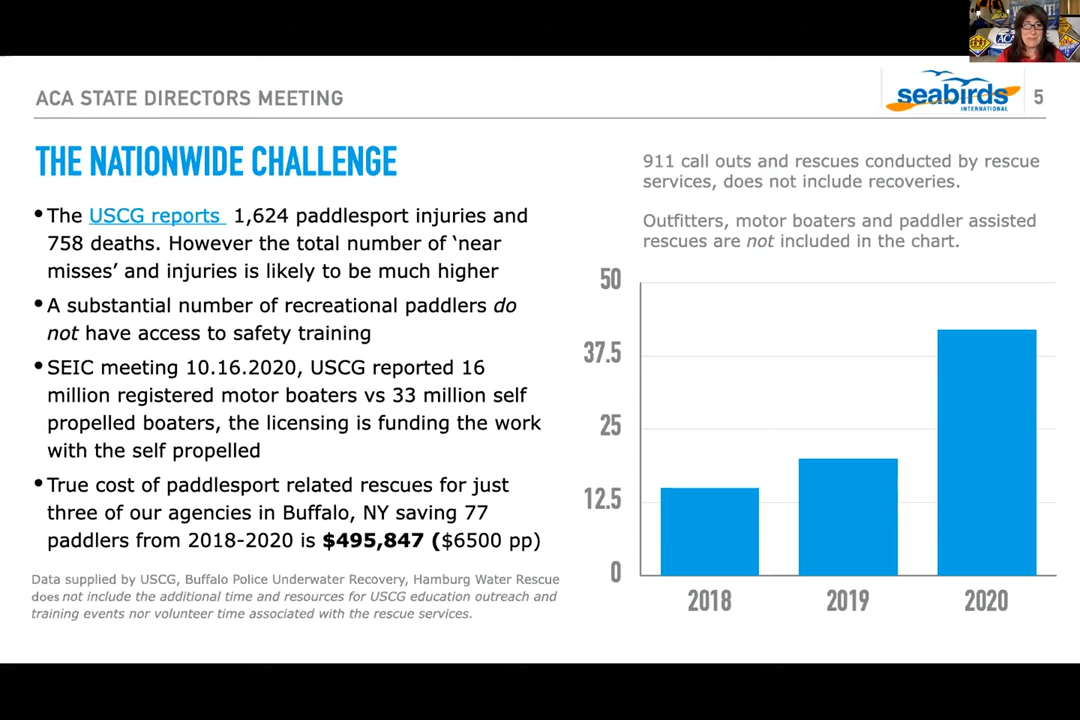 ACA STATE DIRECTORS MEETING
seabirds
INTERNATIONAL
5
THE NATIONWIDE CHALLENGE
•The USCG reports 1,624 paddlesport injuries and
758 deaths. However the total number of ‘near
misses’ and injuries is likely to be much higher
•A substantial number of recreational paddlers do
not have access to safety training
•SEIC meeting 10.16.2020, USCG reported 16
million registered motor boaters vs 33 million self
propelled boaters, the licensing is funding the work
with the self propelled
•True cost of paddlesport related rescues for just
three of our agencies in Buffalo, NY saving 77
paddlers from 2018-2020 is $495,847 ($6500 pp)
Data supplied by USCG, Buffalo Police Underwater Recovery, Hamburg Water Rescue
does not include the additional time and resources for USCG education outreach and
training events nor volunteer time associated with the rescue services.
911 call outs and rescues conducted by rescue
services, does not include recoveries.
Outfitters, motor boaters and paddler assisted
rescues are not included in the chart.
50
37.5
25
12.5
0
2018
2019
2020
ACA